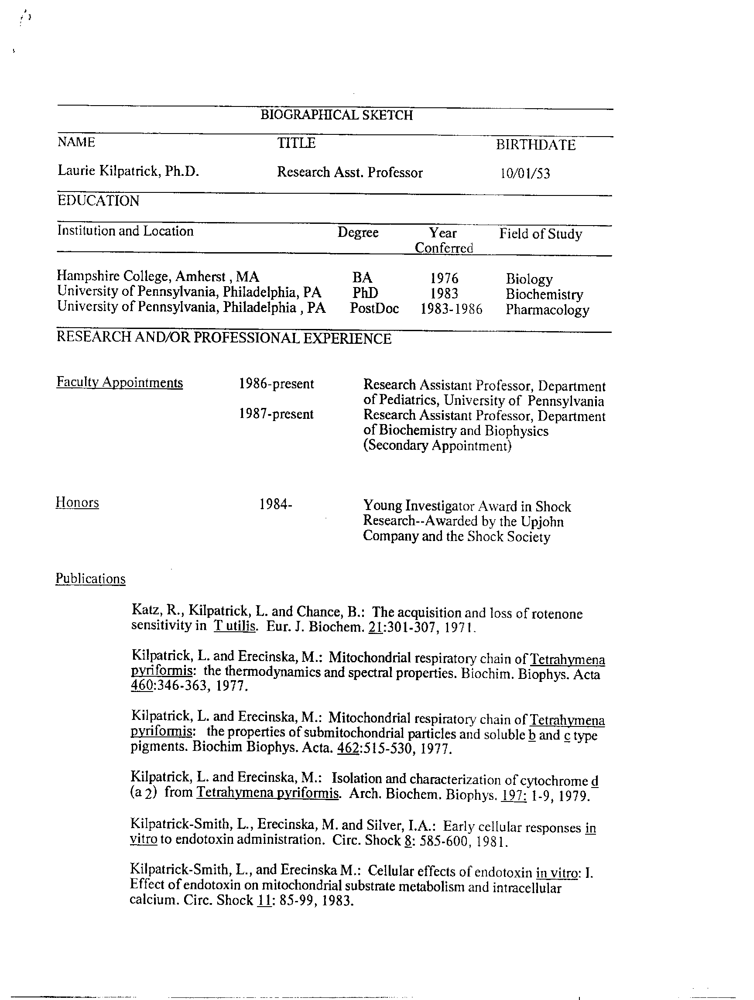 BIOGRAPHICAL SKETCH
NAME TITLE BIRTHDATE
Laurie Kilpatrick, Ph.D. Research Asst. Professor 10/01/53
EDUCATION
Institution and Location Degree Year Field of Study
Conferred
Hampshire College, Amherst , MA BA 1976 Biology
University of Pennsylvania, Philadelphia, PA PhD 1983 Biochemistry
University of Pennsylvania, Philadelphia , PA PostDoc 1983-1986 Pharmacology
RESEARCH AND/OR PROFESSIONAL EXPERIENCE
Faculty Appointments 1986-present Research Assistant Professor, Department
of Pediatrics, University of Pennsylvania
1987-present Research Assistant Professor, Department
of Biochemistry and Biophysics
(Secondary Appointment)
Honors 1984- Young Investigator Award in Shock
Research--Awarded by the Upjohn
Company and the Shock Society
Publications
Katz, R., Kilpatrick, L. and Chance, B.: The acquisition and loss of rotenone
sensitivity in T utilis. Eur. J. Biochem. 21:301-307, 1971.
Kilpatrick, L. and Erecinska, M.: Mitochondrial respiratory chain of Tetrahymena
pyriformis: the thermodynamics and spectral properties. Biochim. Biophys. Acta
460:346-363, 1977.
Kilpatrick, L. and Erecinska, M.: Mitochondrial respiratory chain of Tetrahymena
pyriformis: the properties of submitochondrial particles and soluble b and c type
pigments. Biochim Biophys. Acta. 462:515-530, 1977.
Kilpatrick, L. and Erecinska, M.: Isolation and characterization of cytochrome d
(a 2) from Tetrahymena pyriformis. Arch. Biochem. Biophys. 197: 1-9, 1979.
Kilpatrick-Smith, L., Erecinska, M. and Silver, I.A.: Early cellular responses in
vitro to endotoxin administration. Circ. Shock 8: 585-600, 1981.
Kilpatrick-Smith, L., and Erecinska M.: Cellular effects of endotoxin in vitro: I.
Effect of endotoxin on mitochondrial substrate metabolism and intracellular
calcium. Circ. Shock 11: 85-99, 1983.